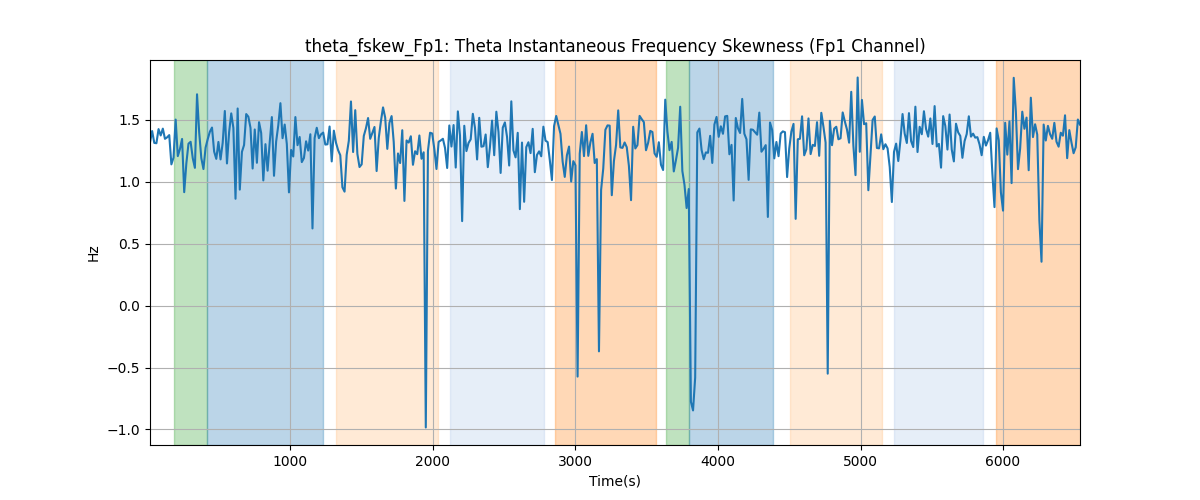 theta_fskew_Fp1: Theta Instantaneous Frequency Skewness (Fp1 Channel)
1.5
1.0
0.5
0.0
−0.5
−1.0
Hz
1000 2000 3000 4000 5000 6000
Time(s)